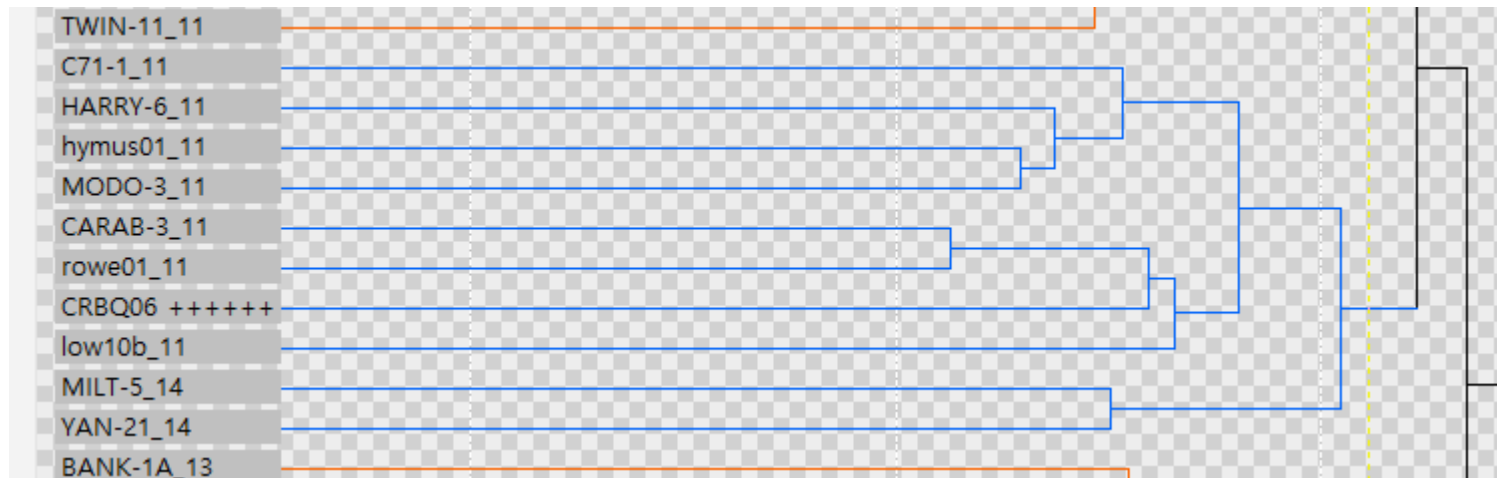 TWIN-11_11
C71-1_11
HARRY-6_11
hymus01_11
MODO-3_11
CARAB-3_11
rowe01_11
CRBQ06 ++++++
low10b_11
MILT-5_14
YAN-21_14
BANK-1A_13